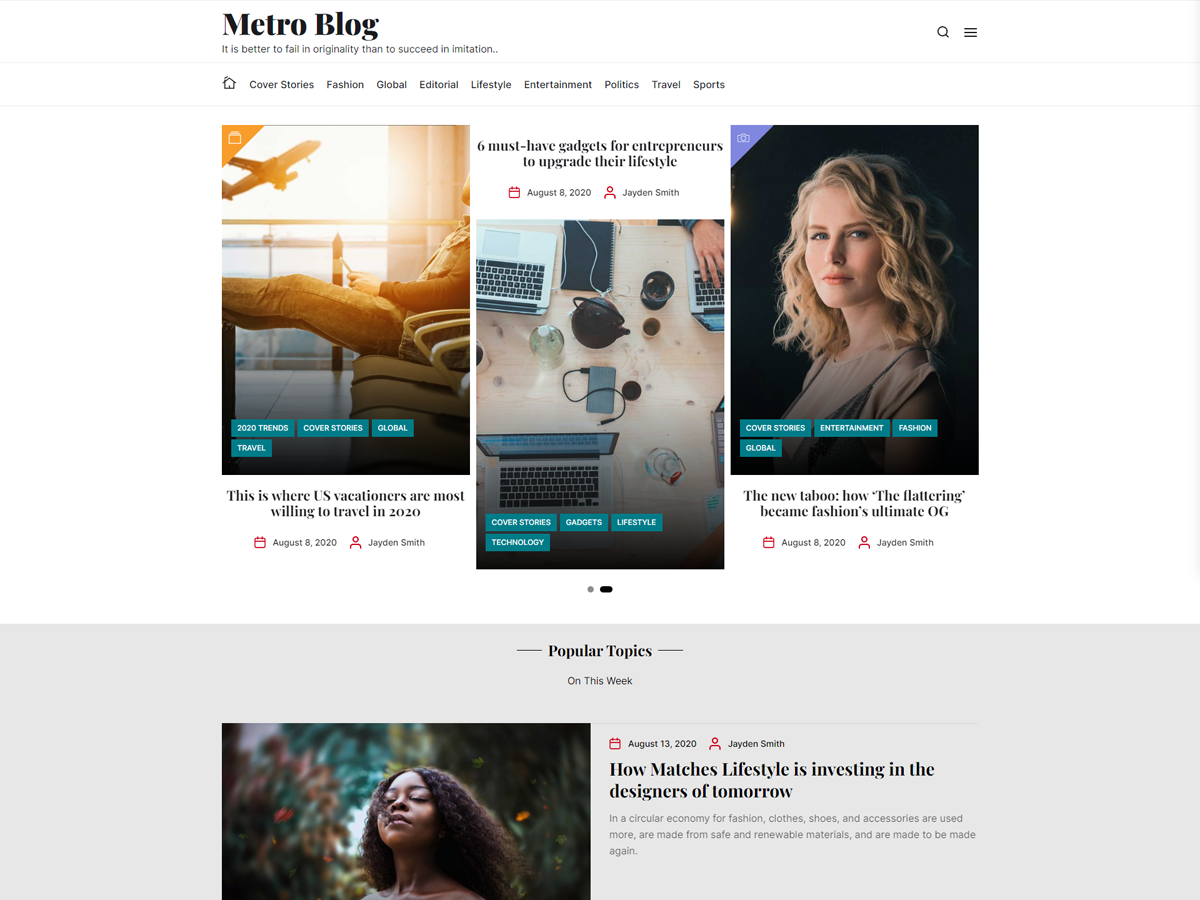 Metro Blog
It is better to fail in originality than to succeed in imitation..
Cover Stories Fashion Global Editorial Lifestyle Entertainment Politics Travel Sports
2020 TRENDS COVER STORIES GLOBAL
TRAVEL
This is where US vacationers are most
willing to travel in 2020
August 8, 2020 Jayden Smith
6 must-have gadgets for entrepreneurs
to upgrade their lifestyle
August 8, 2020 Jayden Smith
COVER STORIES GADGETS LIFESTYLE
TECHNOLOGY
COVER STORIES ENTERTAINMENT FASHION
GLOBAL
The new taboo: how ‘The flattering’
became fashion’s ultimate OG
August 8, 2020 Jayden Smith
Popular Topics
On This Week
August 13, 2020 Jayden Smith
How Matches Lifestyle is investing in the
designers of tomorrow
In a circular economy for fashion, clothes, shoes, and accessories are used
more, are made from safe and renewable materials, and are made to be made
again.